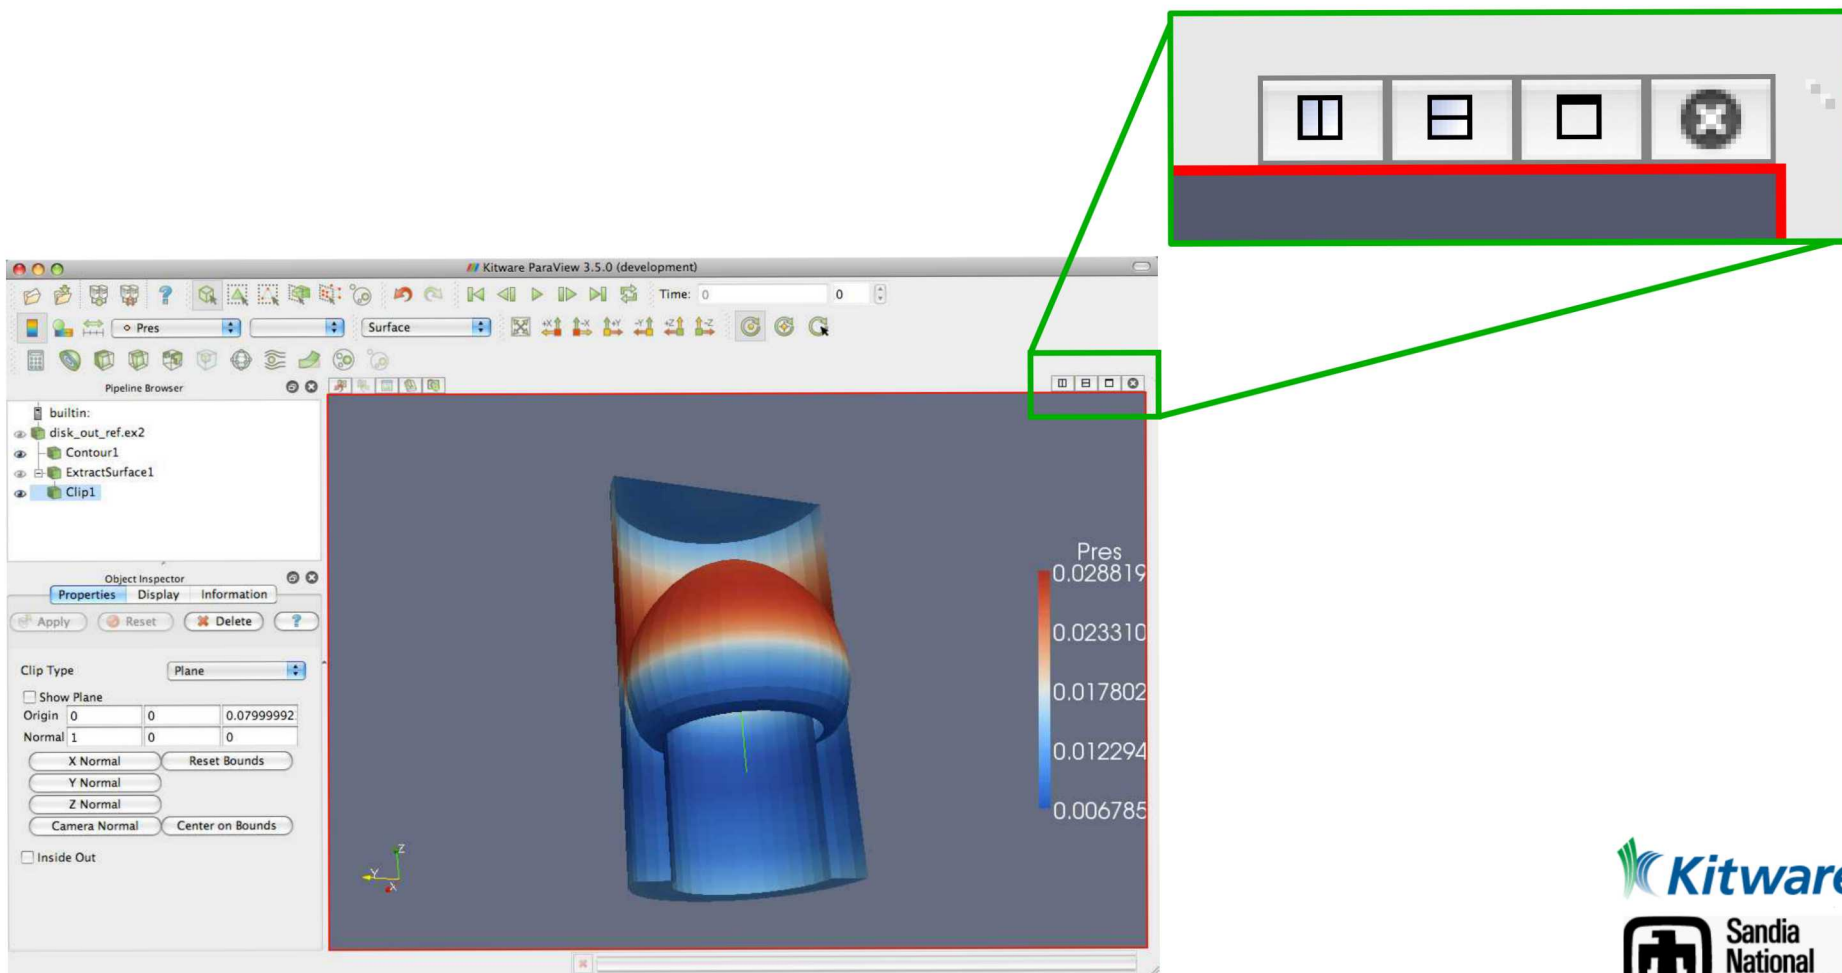 Kitware ParaView 3.5.0 (development)
Time: 0 0
Pres Surface
+X -X +Y -Y +Z -Z
Pipeline Browser
builtin:
disk_out_ref.ex2
Contour1
ExtractSurface1
Clip1
Object Inspector
Properties Display Information
Apply Reset Delete ?
Clip Type Plane
Show Plane
Origin 0 0 0.07999992
Normal 1 0 0
X Normal Reset Bounds
Y Normal
Z Normal
Camera Normal Center on Bounds
Inside Out
Pres
0.028819
0.023310
0.017802
0.012294
0.006785
Z
Y
X
Kitware
Sandia
National